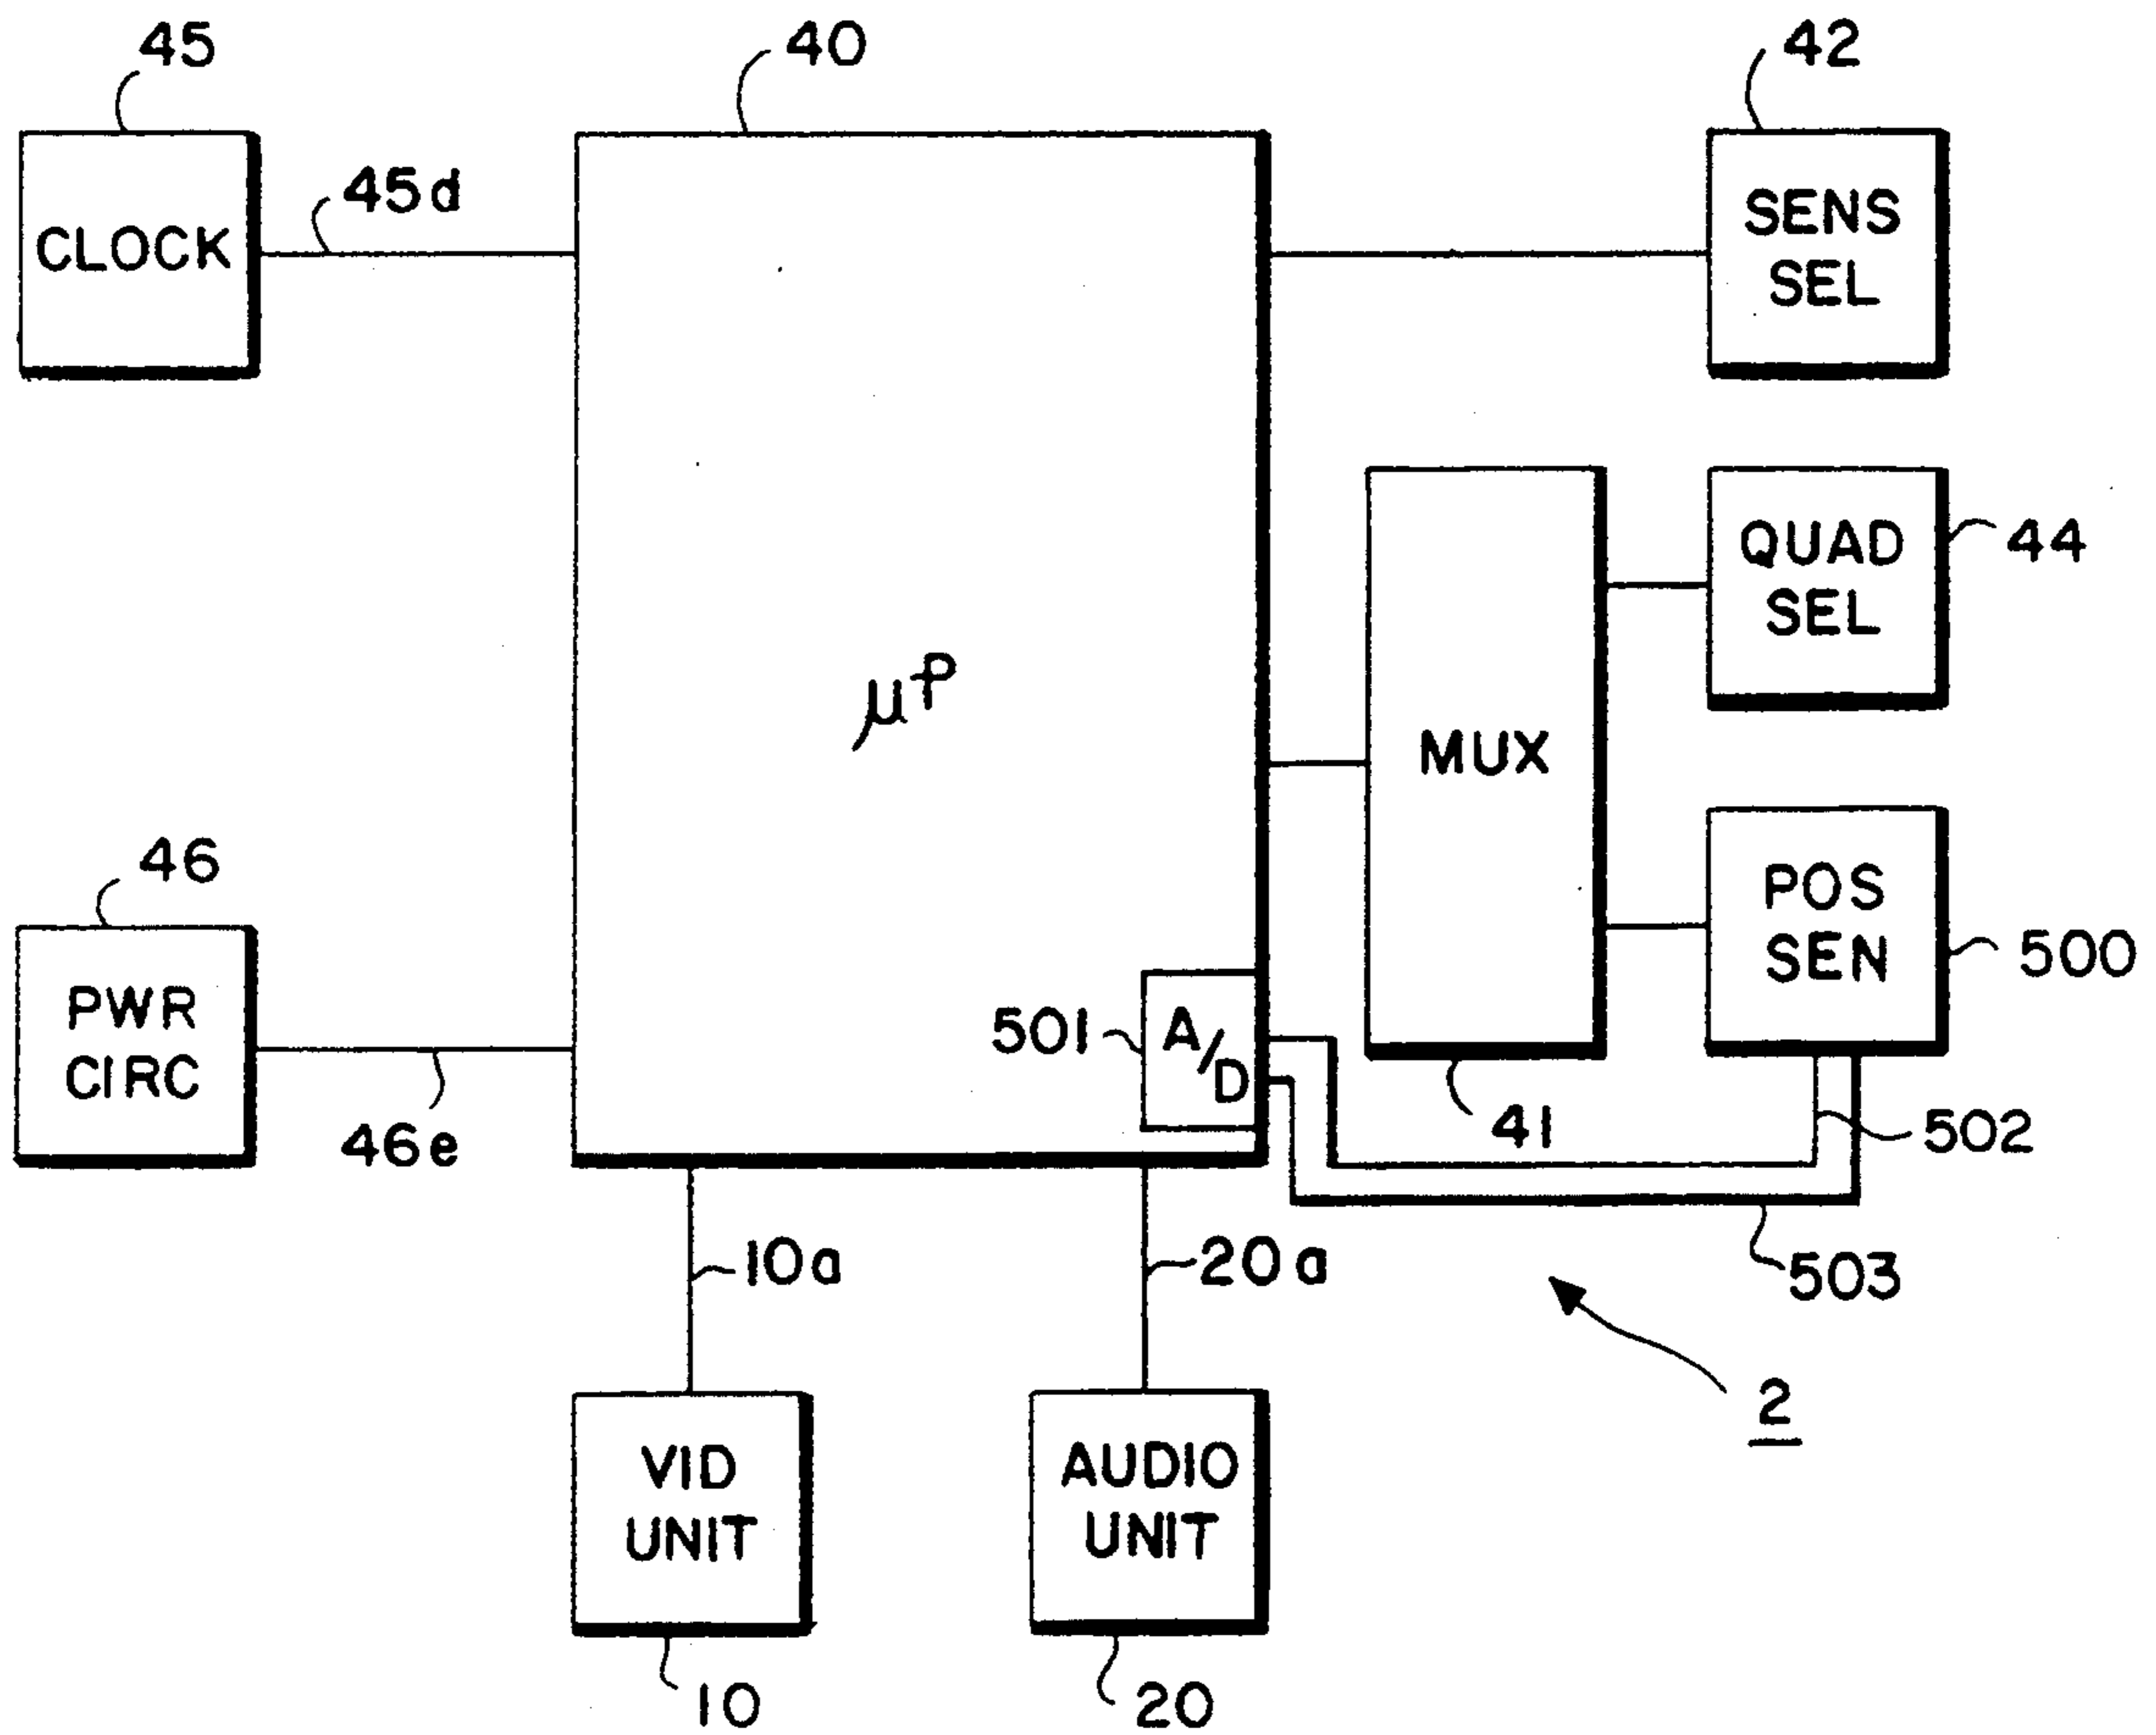 45
40
42
CLOCK
45d
SENS
SEL
QUAD
SEL
44
μP
MUX
46
POS
SEN
500
PWR
CIRC
501
A/D
46e
41
502
10a
20a
503
2
VID
UNIT
AUDIO
UNIT
10
20